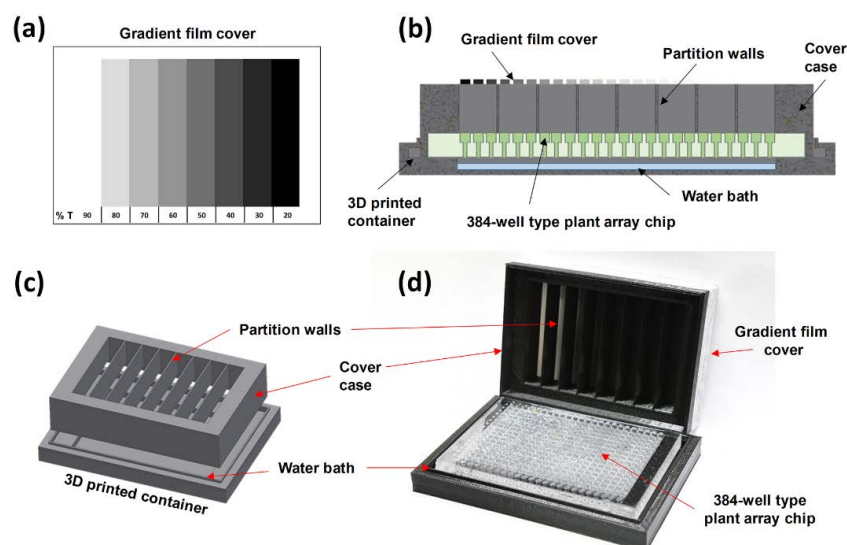 (a)
Gradient film cover
% T 90 80 70 60 50 40 30 20
(b)
Gradient film cover
Partition walls
Cover
case
3D printed
container
Water bath
384-well type plant array chip
(c)
Partition walls
Cover
case
Water bath
3D printed container
(d)
Gradient film
cover
384-well type
plant array chip